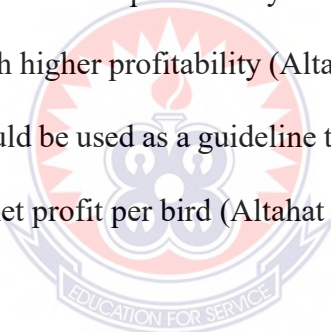 h higher profitability (Alta
uld be used as a guideline t
et profit per bird (Altahat
EDUCATION FOR SERVICE